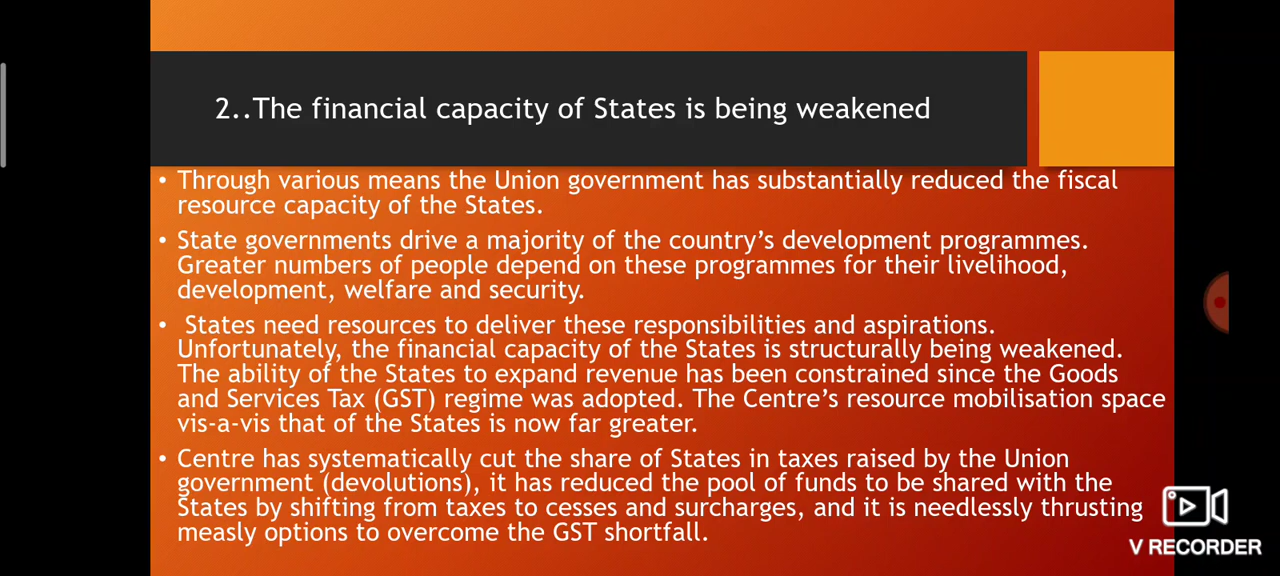 2..The financial capacity of States is being weakened
• Through various means the Union government has substantially reduced the fiscal
resource capacity of the States.
• State governments drive a majority of the country’s development programmes.
Greater numbers of people depend on these programmes for their livelihood,
development, welfare and security.
• States need resources to deliver these responsibilities and aspirations.
Unfortunately, the financial capacity of the States is structurally being weakened.
The ability of the States to expand revenue has been constrained since the Goods
and Services Tax (GST) regime was adopted. The Centre’s resource mobilisation space
vis-a-vis that of the States is now far greater.
• Centre has systematically cut the share of States in taxes raised by the Union
government (devolutions), it has reduced the pool of funds to be shared with the
States by shifting from taxes to cesses and surcharges, and it is needlessly thrusting
measly options to overcome the GST shortfall.
V RECORDER